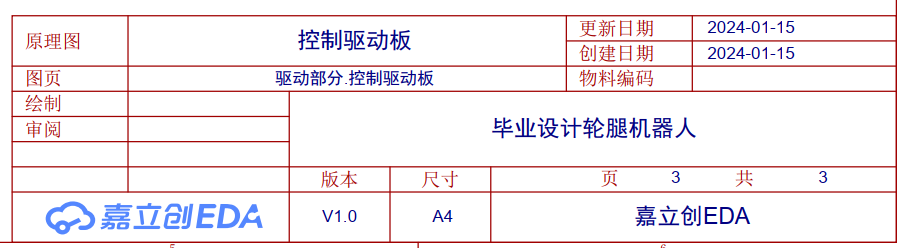 原理图 控制驱动板 更新日期 2024-01-15
创建日期 2024-01-15
图页 驱动部分.控制驱动板 物料编码
绘制
审阅 毕业设计轮腿机器人
版本 尺寸 页 3 共 3
嘉立创EDA V1.0 A4 嘉立创EDA
5 6